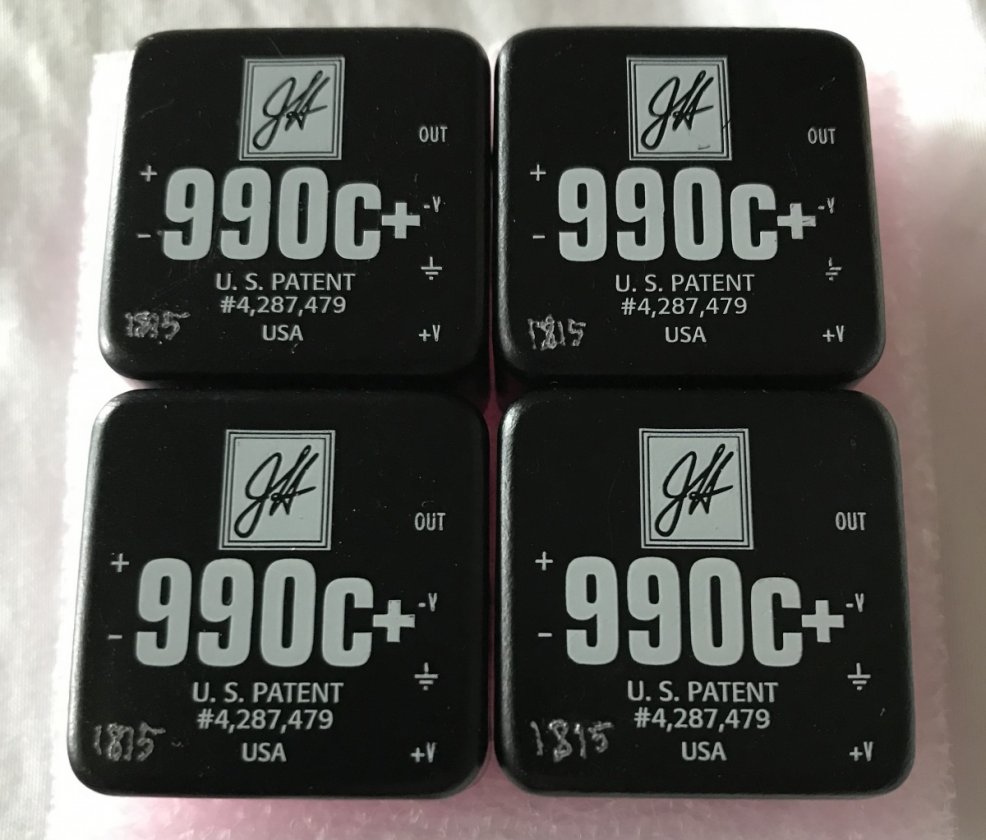 JH
OUT
+
990C+
-V
-
U. S. PATENT
#4,287,479
1815
USA
+V
JH
OUT
+
990C+
-V
-
U. S. PATENT
#4,287,479
1815
USA
+V
JH
OUT
+
990C+
-V
-
U. S. PATENT
#4,287,479
1815
USA
+V
JH
OUT
+
990C+
-V
-
U. S. PATENT
#4,287,479
1815
USA
+V